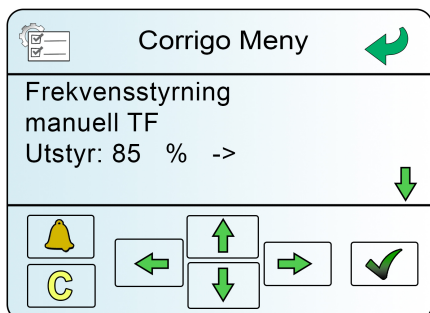 Corrigo Meny
Frekvensstyrning
manuell TF
Utstyr: 85 % ->
C